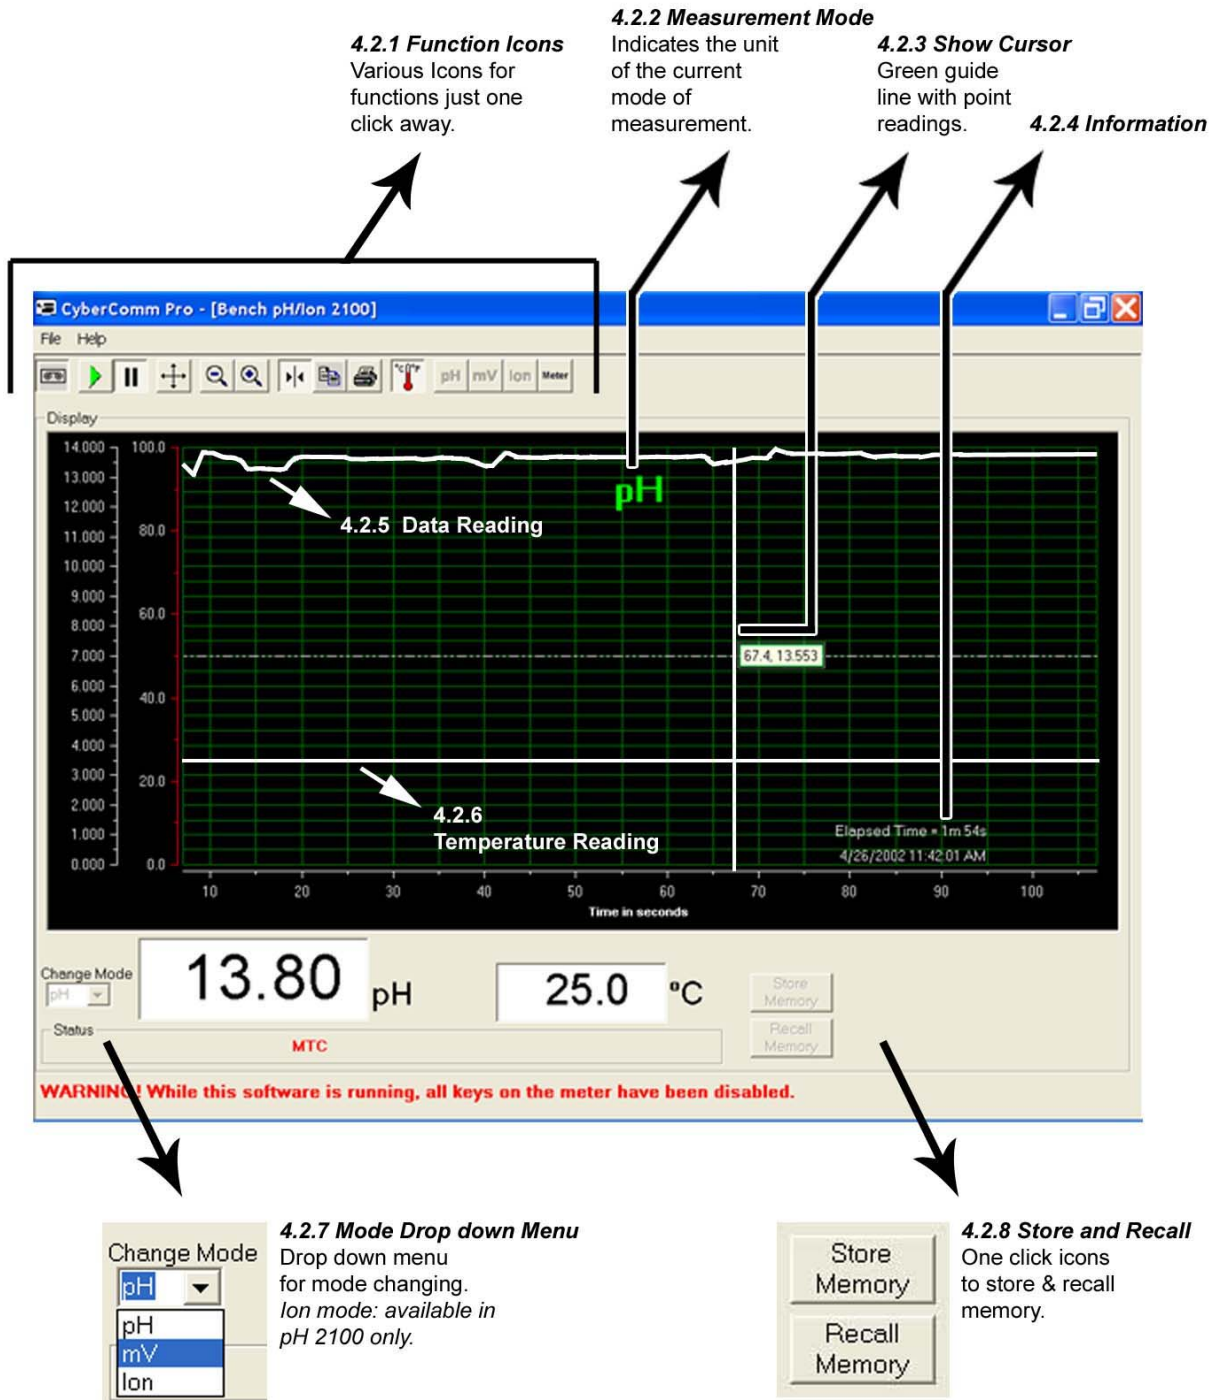 4.2.1 Function Icons
Various Icons for
functions just one
click away.
4.2.2 Measurement Mode
Indicates the unit
of the current
mode of
measurement.
4.2.3 Show Cursor
Green guide
line with point
readings.
4.2.4 Information
CyberComm Pro - [Bench pH/Ion 2100]
File Help
°C °F pH mV Ion Meter
Display
14.000
13.000
12.000
11.000
10.000
9.000
8.000
7.000
6.000
5.000
4.000
3.000
2.000
1.000
0.000
100.0
80.0
60.0
40.0
20.0
0.0
pH
4.2.5 Data Reading
67.4, 13.553
4.2.6
Temperature Reading
Elapsed Time = 1m 54s
4/26/2002 11:42:01 AM
10 20 30 40 50 60 70 80 90 100
Time in seconds
Change Mode
pH
13.80 pH
25.0 °C
Store
Memory
Recall
Memory
Status
MTC
WARNING! While this software is running, all keys on the meter have been disabled.
Change Mode
pH
pH
mV
Ion
4.2.7 Mode Drop down Menu
Drop down menu
for mode changing.
Ion mode: available in
pH 2100 only.
Store
Memory
Recall
Memory
4.2.8 Store and Recall
One click icons
to store & recall
memory.